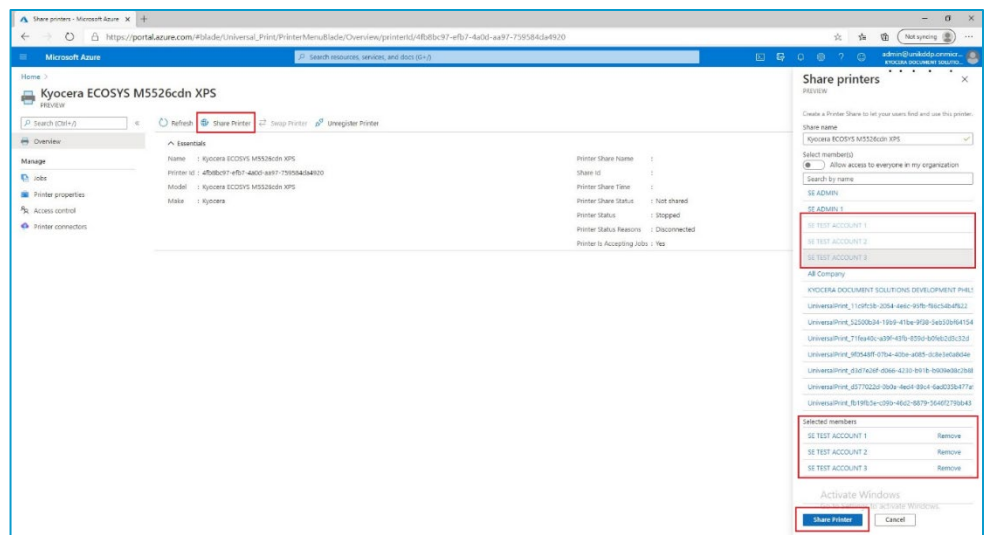 Share printers - Microsoft Azure
https://portal.azure.com/#blade/Universal_Print/PrinterMenuBlade/Overview/printerId/4fb8bc97-efb7-4a0d-aa97-759584da4920
Not syncing
Microsoft Azure
Search resources, services, and docs (G+/)
admin@unikddp.onmicr...
KYOCERA DOCUMENT SOLUTIO...
Home >
Kyocera ECOSYS M5526cdn XPS
PREVIEW
Search (Ctrl+/)
Overview
Manage
Jobs
Printer properties
Access control
Printer connectors
Refresh Share Printer Swap Printer Unregister Printer
Essentials
Name : Kyocera ECOSYS M5526cdn XPS
Printer Id : 4fb8bc97-efb7-4a0d-aa97-759584da4920
Model : Kyocera ECOSYS M5526cdn XPS
Make : Kyocera
Printer Share Name :
Share Id :
Printer Share Time :
Printer Share Status : Not shared
Printer Status : Stopped
Printer Status Reasons : Disconnected
Printer Is Accepting Jobs : Yes
Share printers
PREVIEW
Create a Printer Share to let your users find and use this printer.
Share name
Kyocera ECOSYS M5526cdn XPS
Select member(s)
Allow access to everyone in my organization
Search by name
SE ADMIN
SE ADMIN 1
SE TEST ACCOUNT 1
SE TEST ACCOUNT 2
SE TEST ACCOUNT 3
All Company
KYOCERA DOCUMENT SOLUTIONS DEVELOPMENT PHILI
Selected members
SE TEST ACCOUNT 1 Remove
SE TEST ACCOUNT 2 Remove
SE TEST ACCOUNT 3 Remove
Activate Windows
Share Printer Cancel